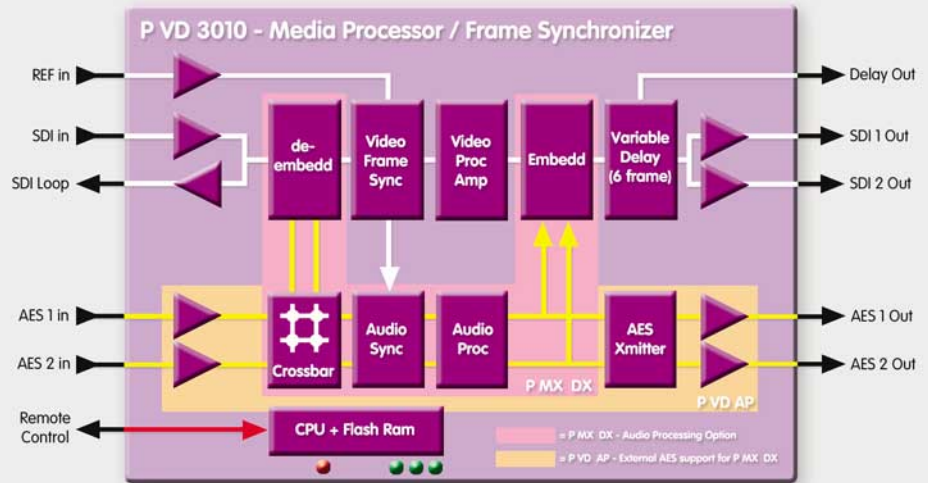 P VD 3010 - Media Processor / Frame Synchronizer
REF in
Delay Out
SDI in
SDI Loop
de-
embedd
Video
Frame
Sync
Video
Proc
Amp
Embedd
Variable
Delay
(6 frame)
SDI 1 Out
SDI 2 Out
AES 1 in
AES 2 in
Crossbar
Audio
Sync
Audio
Proc
AES
Xmitter
AES 1 Out
AES 2 Out
P MX DX
P VD AP
Remote
Control
CPU + Flash Ram
= P MX DX - Audio Processing Option
= P VD AP - External AES support for P MX DX